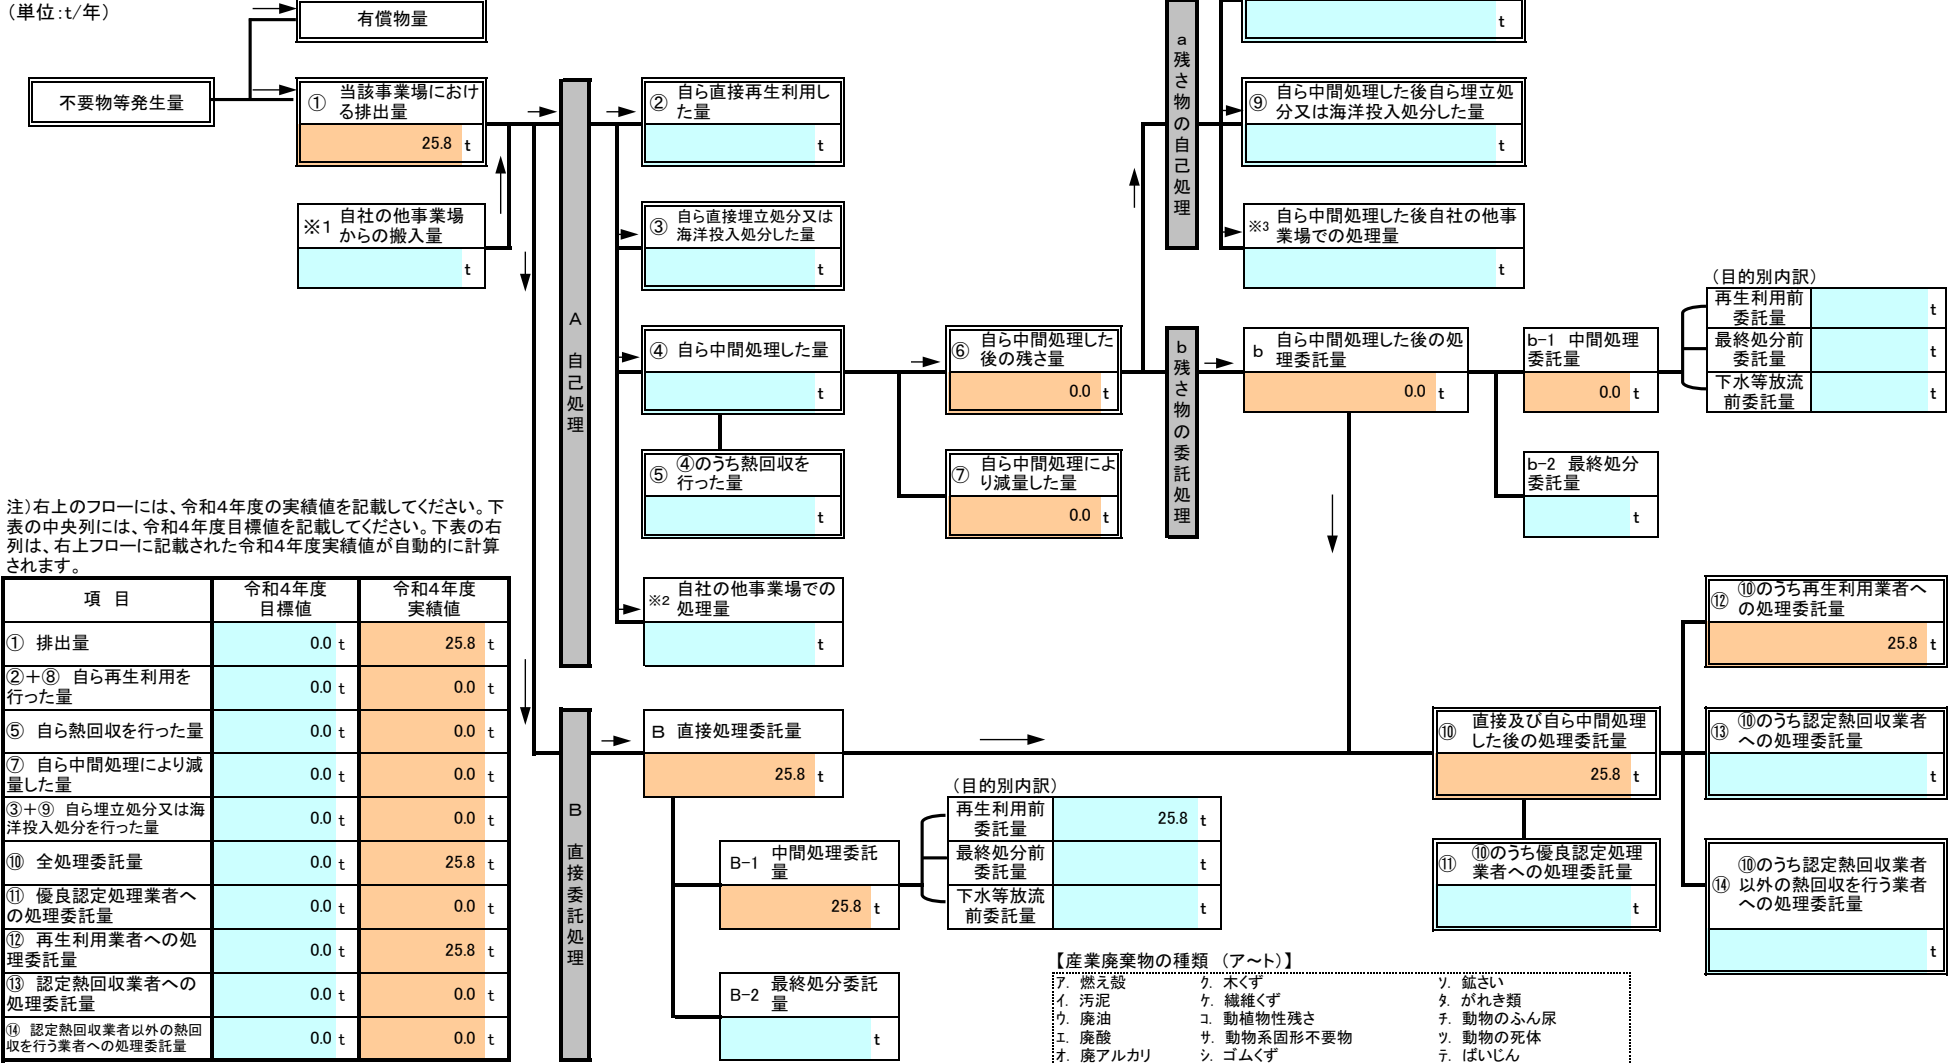 （単位：t/年）
有償物量
不要物等発生量
① 当該事業場におけ
る排出量
25.8 t
※1 自社の他事業場
からの搬入量
t
A 自己処理
② 自ら直接再生利用し
た量
t
③ 自ら直接埋立処分又は
海洋投入処分した量
t
④ 自ら中間処理した量
t
⑤ ④のうち熱回収を
行った量
t
※2 自社の他事業場での
処理量
t
⑥ 自ら中間処理した
後の残さ量
0.0 t
⑦ 自ら中間処理によ
り減量した量
0.0 t
a 残さ物の自己処理
t
⑨ 自ら中間処理した後自ら埋立処
分又は海洋投入処分した量
t
※3 自ら中間処理した後自社の他事
業場での処理量
t
b 残さ物の委託処理
b 自ら中間処理した後の処
理委託量
0.0 t
b-1 中間処理
委託量
0.0 t
b-2 最終処分
委託量
t
（目的別内訳）
再生利用前
委託量 t
最終処分前
委託量 t
下水等放流
前委託量 t
注）右上のフローには、令和4年度の実績値を記載してください。下
表の中央列には、令和4年度目標値を記載してください。下表の右
列は、右上フローに記載された令和4年度実績値が自動的に計算
されます。
項 目 令和4年度 目標値 令和4年度 実績値
① 排出量 0.0 t 25.8 t
②＋⑧ 自ら再生利用を
行った量 0.0 t 0.0 t
⑤ 自ら熱回収を行った量 0.0 t 0.0 t
⑦ 自ら中間処理により減
量した量 0.0 t 0.0 t
③＋⑨ 自ら埋立処分又は海
洋投入処分を行った量 0.0 t 0.0 t
⑩ 全処理委託量 0.0 t 25.8 t
⑪ 優良認定処理業者へ
の処理委託量 0.0 t 0.0 t
⑫ 再生利用業者への処
理委託量 0.0 t 25.8 t
⑬ 認定熱回収業者への
処理委託量 0.0 t 0.0 t
⑭ 認定熱回収業者以外の熱回
収を行う業者への処理委託量 0.0 t 0.0 t
B 直接委託処理
B 直接処理委託量
25.8 t
B-1 中間処理委託
量
25.8 t
B-2 最終処分委託
量
t
（目的別内訳）
再生利用前
委託量 25.8 t
最終処分前
委託量 t
下水等放流
前委託量 t
⑩ 直接及び自ら中間処理
した後の処理委託量
25.8 t
⑪ ⑩のうち優良認定処理
業者への処理委託量
t
⑫ ⑩のうち再生利用業者へ
の処理委託量
25.8 t
⑬ ⑩のうち認定熱回収業者
への処理委託量
t
⑭ ⑩のうち認定熱回収業者
以外の熱回収を行う業者
への処理委託量
t
【産業廃棄物の種類 （ア～ト）】
ア. 燃え殻 ク. 木くず ソ. 鉱さい
イ. 汚泥 ケ. 繊維くず タ. がれき類
ウ. 廃油 コ. 動植物性残さ チ. 動物のふん尿
エ. 廃酸 サ. 動物系固形不要物 ツ. 動物の死体
オ. 廃アルカリ シ. ゴムくず テ. ばいじん